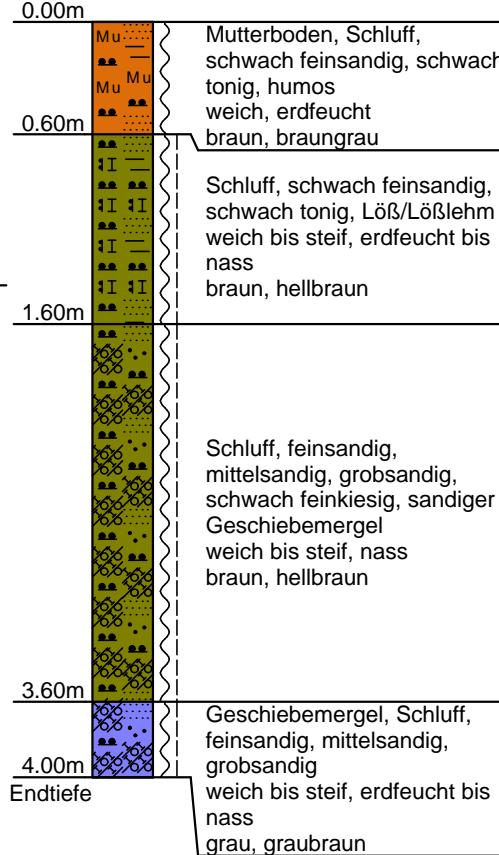 0.00m
Mu
Mu
Mu
Mutterboden, Schluff,
schwach feinsandig, schwach
tonig, humos
weich, erdfeucht
braun, braungrau
0.60m
Schluff, schwach feinsandig,
schwach tonig, Löß/Lößlehm
weich bis steif, erdfeucht bis
nass
braun, hellbraun
1.60m
Schluff, feinsandig,
mittelsandig, grobsandig,
schwach feinkiesig, sandiger
Geschiebemergel
weich bis steif, nass
braun, hellbraun
3.60m
Geschiebemergel, Schluff,
feinsandig, mittelsandig,
grobsandig
weich bis steif, erdfeucht bis
nass
grau, graubraun
4.00m
Endtiefe